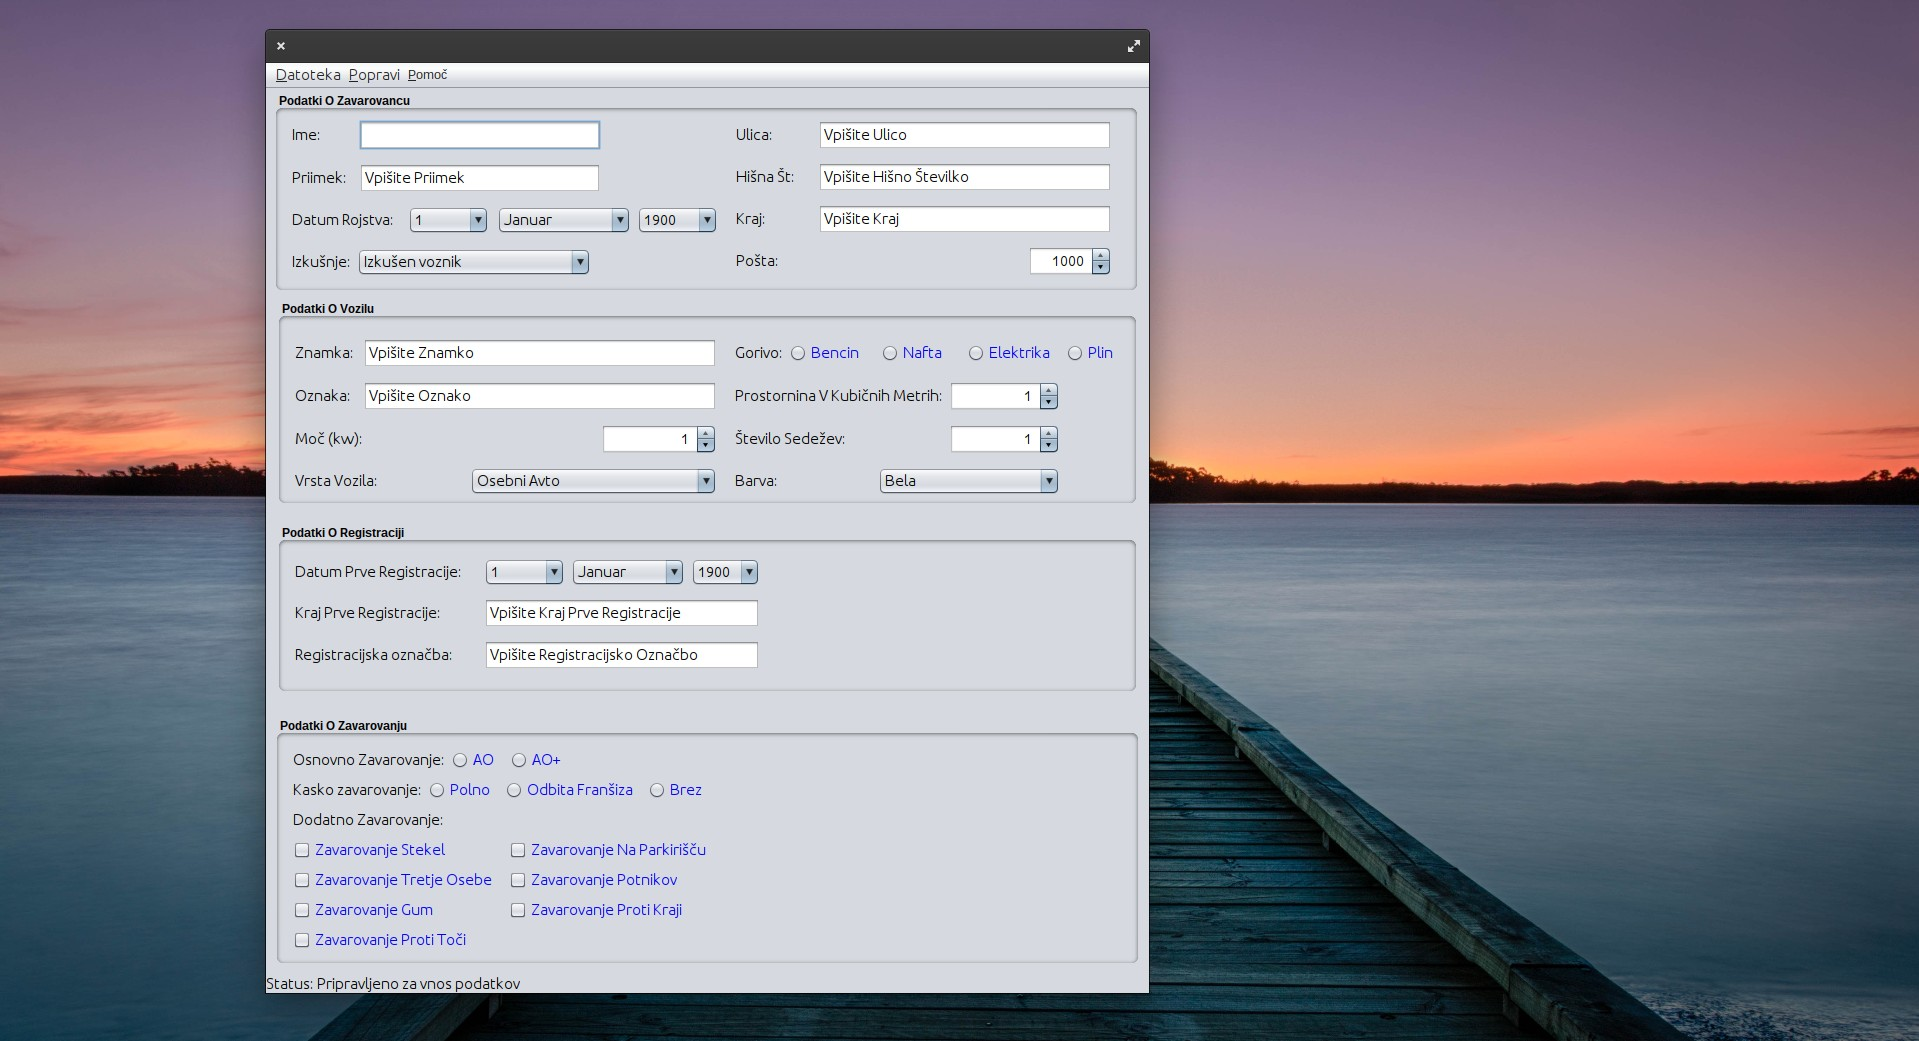 Datoteka Popravi Pomoč
Podatki O Zavarovancu
Ime:
Ulica: Vpišite Ulico
Priimek: Vpišite Priimek
Hišna Št: Vpišite Hišno Številko
Datum Rojstva: 1 Januar 1900
Kraj: Vpišite Kraj
Izkušnje: Izkušen voznik
Pošta: 1000
Podatki O Vozilu
Znamka: Vpišite Znamko
Gorivo: Bencin Nafta Elektrika Plin
Oznaka: Vpišite Oznako
Prostornina V Kubičnih Metrih: 1
Moč (kw): 1
Število Sedežev: 1
Vrsta Vozila: Osebni Avto
Barva: Bela
Podatki O Registraciji
Datum Prve Registracije: 1 Januar 1900
Kraj Prve Registracije: Vpišite Kraj Prve Registracije
Registracijska označba: Vpišite Registracijsko Označbo
Podatki O Zavarovanju
Osnovno Zavarovanje: AO AO+
Kasko zavarovanje: Polno Odbita Franšiza Brez
Dodatno Zavarovanje:
Zavarovanje Stekel Zavarovanje Na Parkirišču
Zavarovanje Tretje Osebe Zavarovanje Potnikov
Zavarovanje Gum Zavarovanje Proti Kraji
Zavarovanje Proti Toči
Status: Pripravljeno za vnos podatkov